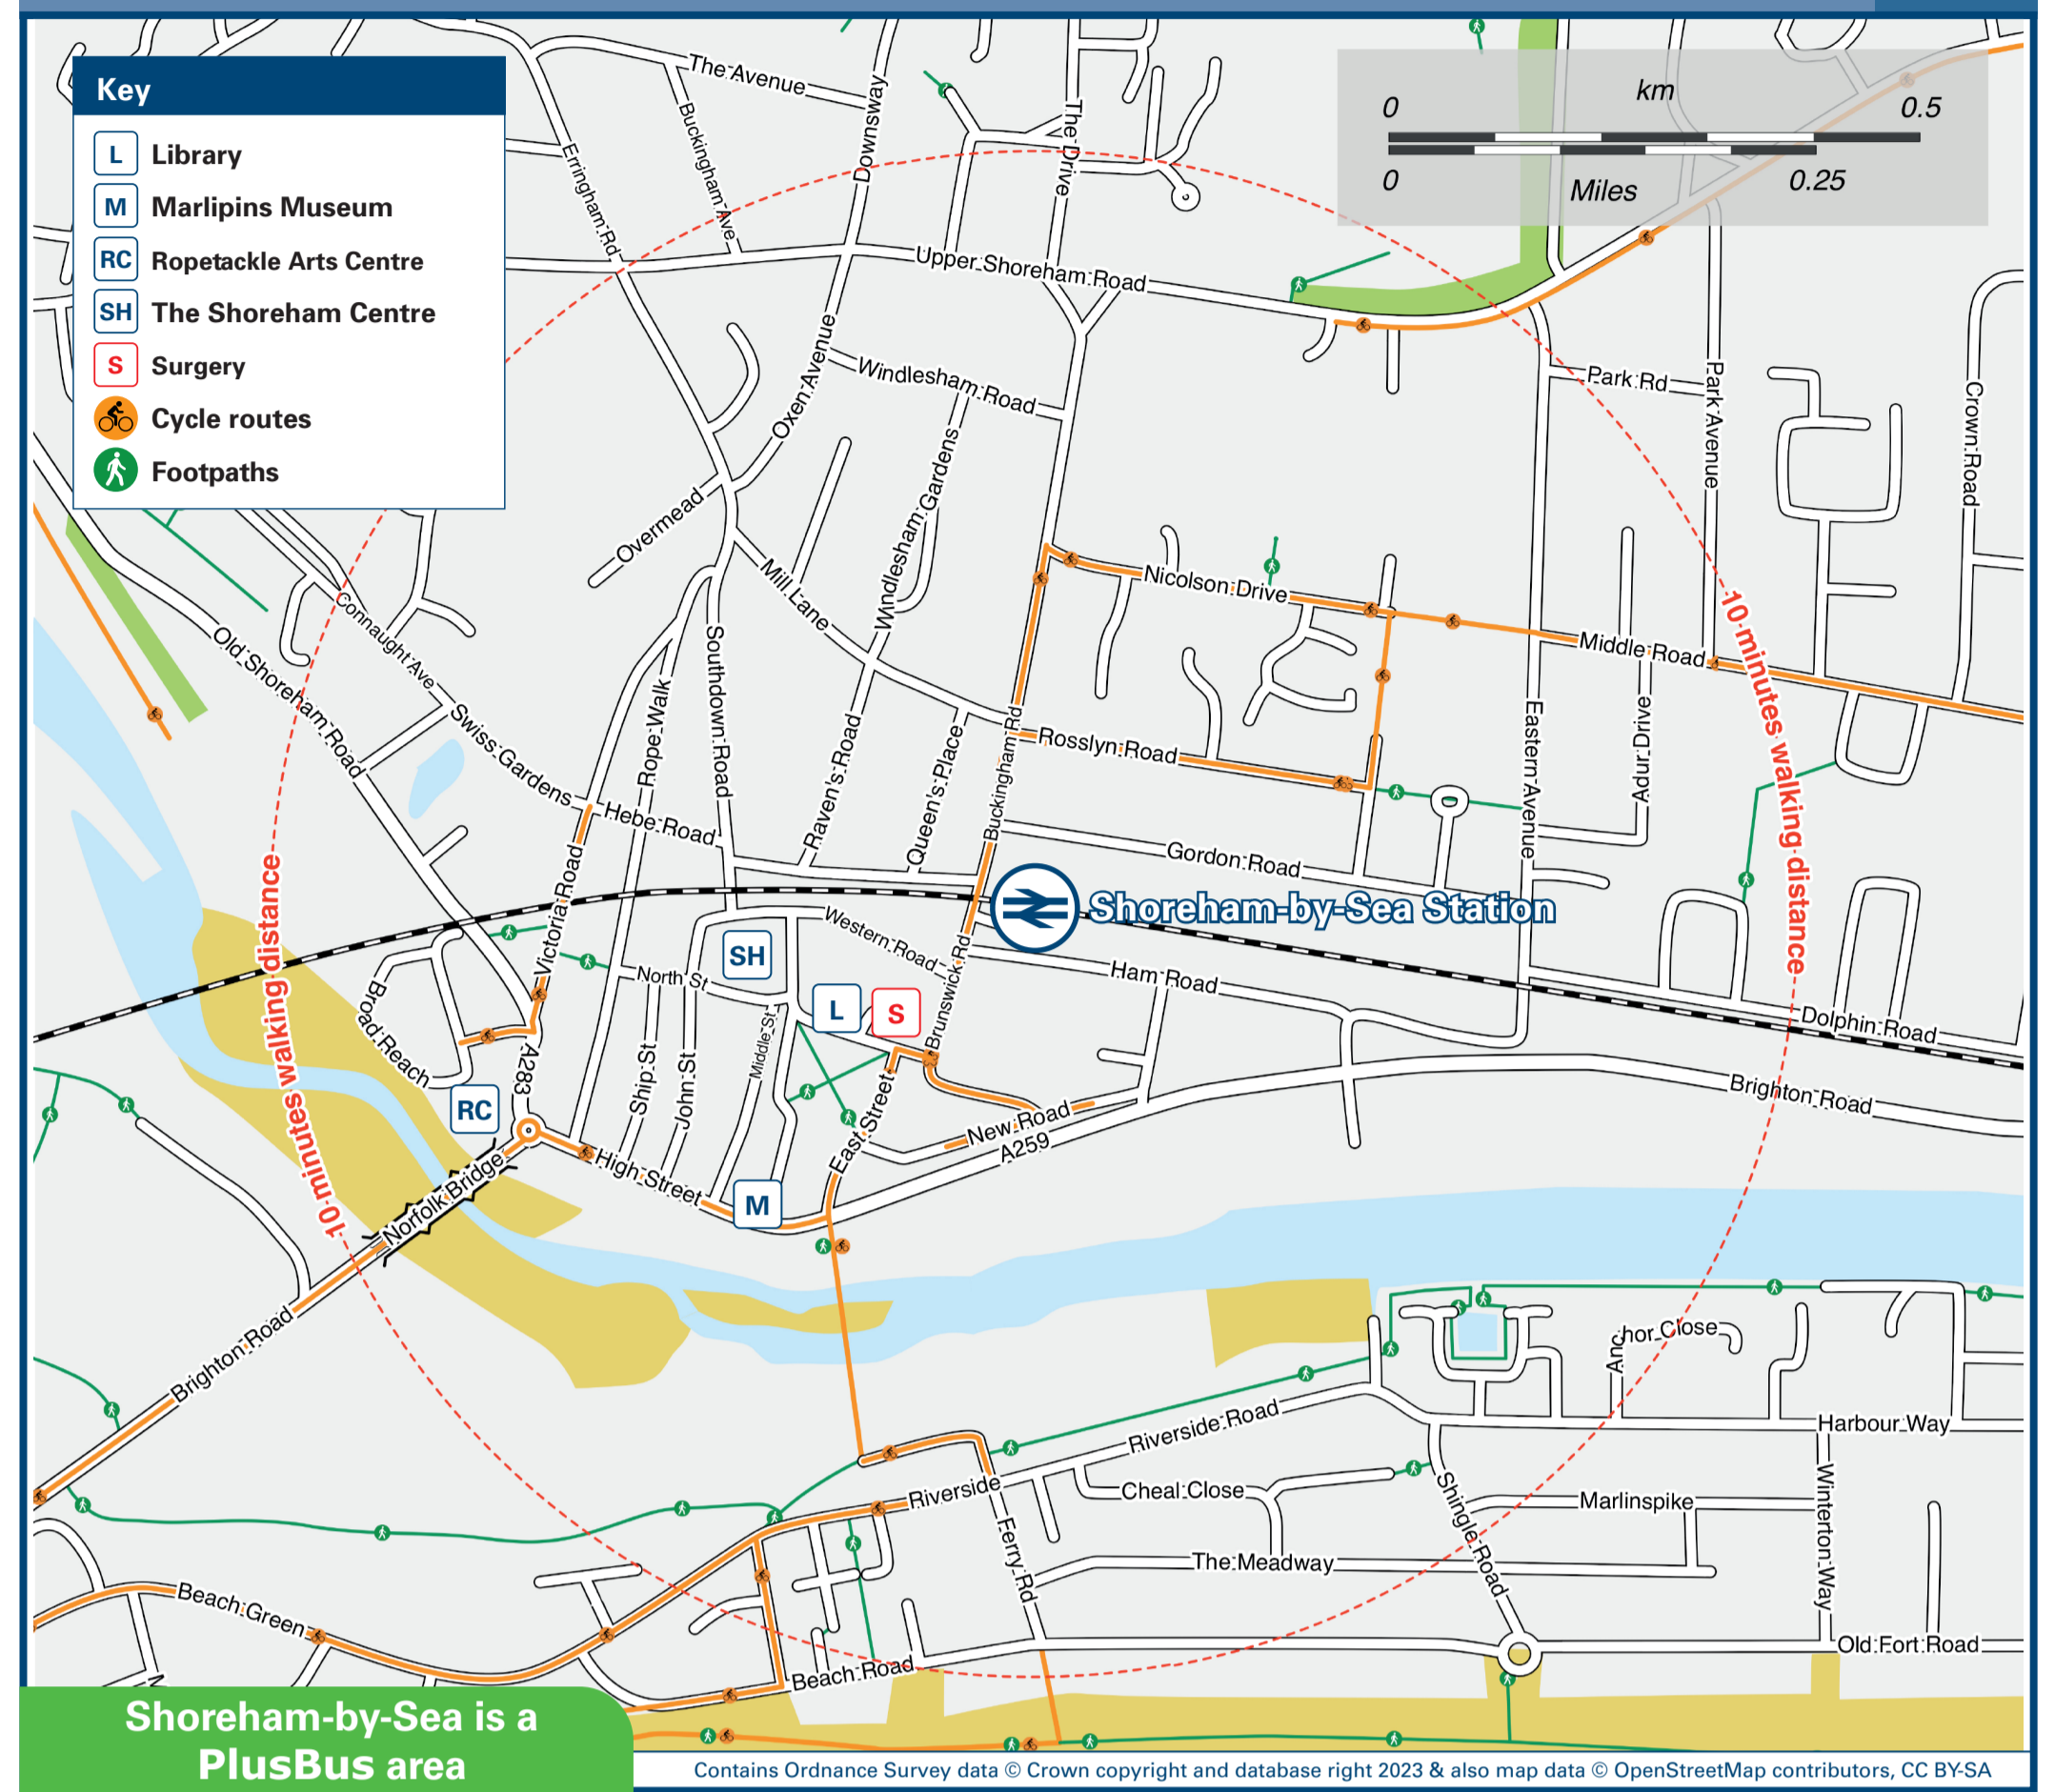 Key
L Library
M Marlipins Museum
RC Ropetackle Arts Centre
SH The Shoreham Centre
S Surgery
Cycle routes
Footpaths
0 km 0.5
0 Miles 0.25
The Avenue
Buckingham Ave
Downsway
The Drive
Erringham Rd
Upper Shoreham Road
Oxen Avenue
Windlesham Road
Windlesham Gardens
Park Rd
Park Avenue
Crown Road
Overmead
Mill Lane
Nicolson Drive
Middle Road
10 minutes walking distance
Connaught Ave
Old Shoreham Road
Swiss Gardens
Rope Walk
Southdown Road
Raven's Road
Queen's Place
Buckingham Rd
Rosslyn Road
Eastern Avenue
Adur Drive
Hebe Road
Gordon Road
Victoria Road
Shoreham-by-Sea Station
10 minutes walking distance
Western Road
SH
North St
Ham Road
Brunswick Rd
L
S
Broad Reach
Dolphin Road
A283
Middle St
Ship St
John St
RC
East Street
New Road
A259
Brighton Road
High Street
M
Norfolk Bridge
Brighton Road
Anchor Close
Riverside Road
Harbour Way
Riverside
Cheal Close
Shingle Road
Marlinspike
Winterton Way
Ferry Rd
The Meadway
Beach Green
Beach Road
Old Fort Road
Shoreham-by-Sea is a
PlusBus area
Contains Ordnance Survey data © Crown copyright and database right 2023 & also map data © OpenStreetMap contributors, CC BY-SA